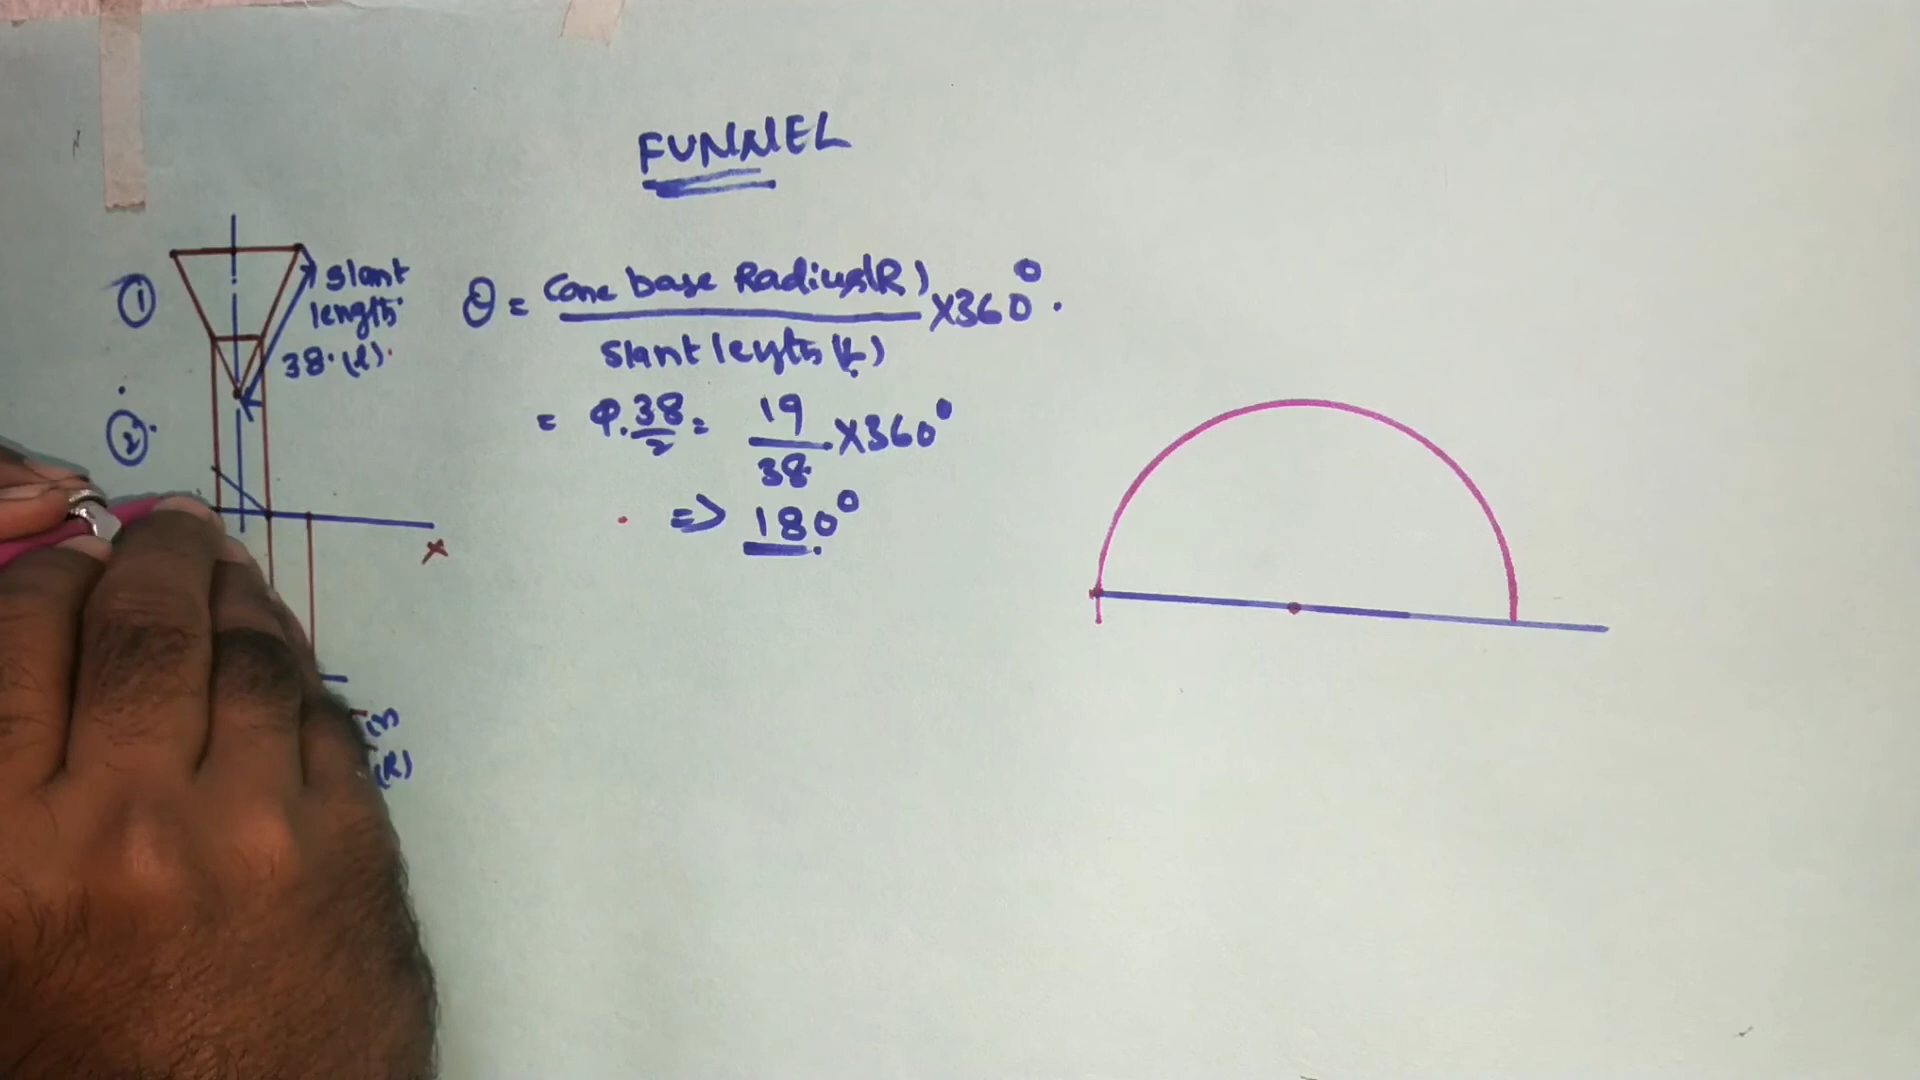 FUNNEL
①
slant
length
38.(l).
θ = Cone base Radius(R) ×360°.
Slant length (L)
②
= φ.38/2 = 19/38 ×360°
=> 180°
X
(r)
(R)